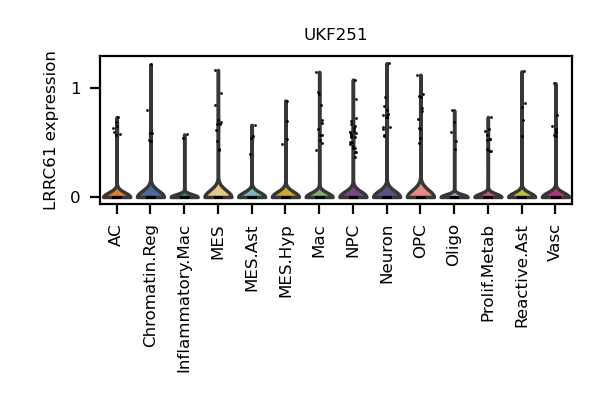 UKF251
LRRC61 expression
1
0
AC
Chromatin.Reg
Inflammatory.Mac
MES
MES.Ast
MES.Hyp
Mac
NPC
Neuron
OPC
Oligo
Prolif.Metab
Reactive.Ast
Vasc